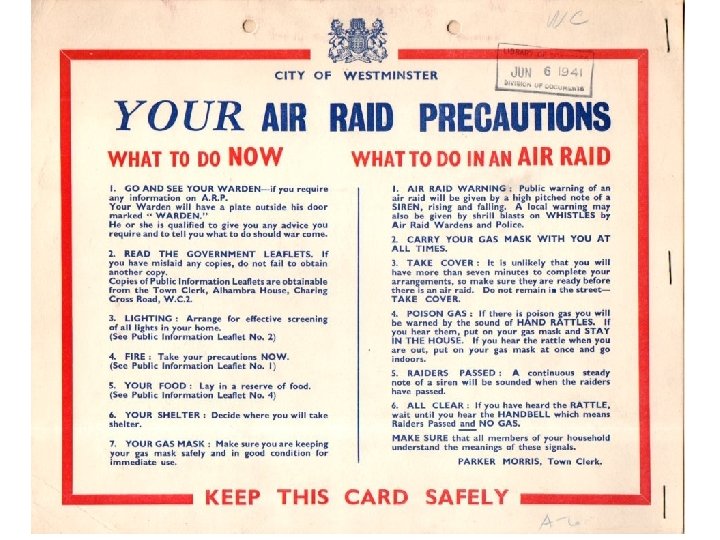 WC
CITY OF WESTMINSTER
LIBRARY OF
JUN 6 1941
DIVISION OF DOCUMENTS
YOUR AIR RAID PRECAUTIONS
WHAT TO DO NOW
1. GO AND SEE YOUR WARDEN—if you require
any information on A.R.P.
Your Warden will have a plate outside his door
marked “ WARDEN.”
He or she is qualified to give you any advice you
require and to tell you what to do should war come.
2. READ THE GOVERNMENT LEAFLETS. If
you have mislaid any copies, do not fail to obtain
another copy.
Copies of Public Information Leaflets are obtainable
from the Town Clerk, Alhambra House, Charing
Cross Road, W.C.2.
3. LIGHTING : Arrange for effective screening
of all lights in your home.
(See Public Information Leaflet No. 2)
4. FIRE : Take your precautions NOW.
(See Public Information Leaflet No. 1)
5. YOUR FOOD : Lay in a reserve of food.
(See Public Information Leaflet No. 4)
6. YOUR SHELTER : Decide where you will take
shelter.
7. YOUR GAS MASK : Make sure you are keeping
your gas mask safely and in good condition for
immediate use.
WHAT TO DO IN AN AIR RAID
1. AIR RAID WARNING : Public warning of an
air raid will be given by a high pitched note of a
SIREN, rising and falling. A local warning may
also be given by shrill blasts on WHISTLES by
Air Raid Wardens and Police.
2. CARRY YOUR GAS MASK WITH YOU AT
ALL TIMES.
3. TAKE COVER : It is unlikely that you will
have more than seven minutes to complete your
arrangements, so make sure they are ready before
there is an air raid. Do not remain in the street—
TAKE COVER.
4. POISON GAS : If there is poison gas you will
be warned by the sound of HAND RATTLES. If
you hear them, put on your gas mask and STAY
IN THE HOUSE. If you hear the rattle when you
are out, put on your gas mask at once and go
indoors.
5. RAIDERS PASSED : A continuous steady
note of a siren will be sounded when the raiders
have passed.
6. ALL CLEAR : If you have heard the RATTLE,
wait until you hear the HANDBELL which means
Raiders Passed and NO GAS.
MAKE SURE that all members of your household
understand the meanings of these signals.
PARKER MORRIS, Town Clerk.
KEEP THIS CARD SAFELY
A-6